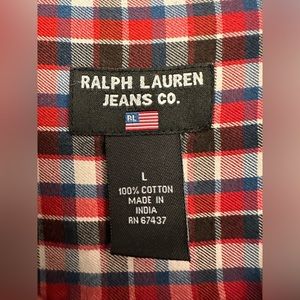 RALPH LAUREN
JEANS CO.
RL
L
100% COTTON
MADE IN
INDIA
RN 67437